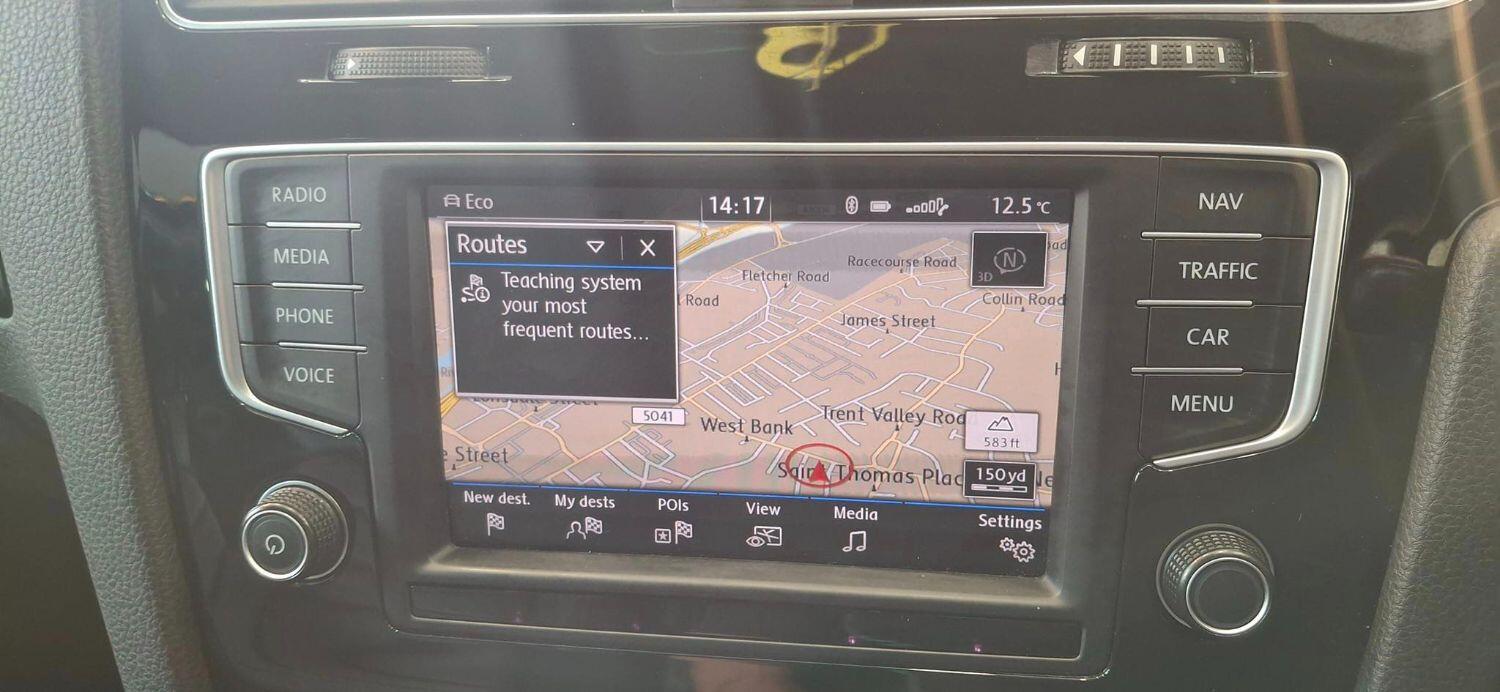 RADIO
MEDIA
PHONE
VOICE
Eco
14:17
12.5 °C
Routes
Teaching system
your most
frequent routes...
Fletcher Road
Racecourse Road
Road
Collin Road
James Street
N
3D
5041
West Bank
Trent Valley Roa
583 ft
Street
Saint Thomas Plac
150yd
New dest.
My dests
POIs
View
Media
Settings
NAV
TRAFFIC
CAR
MENU